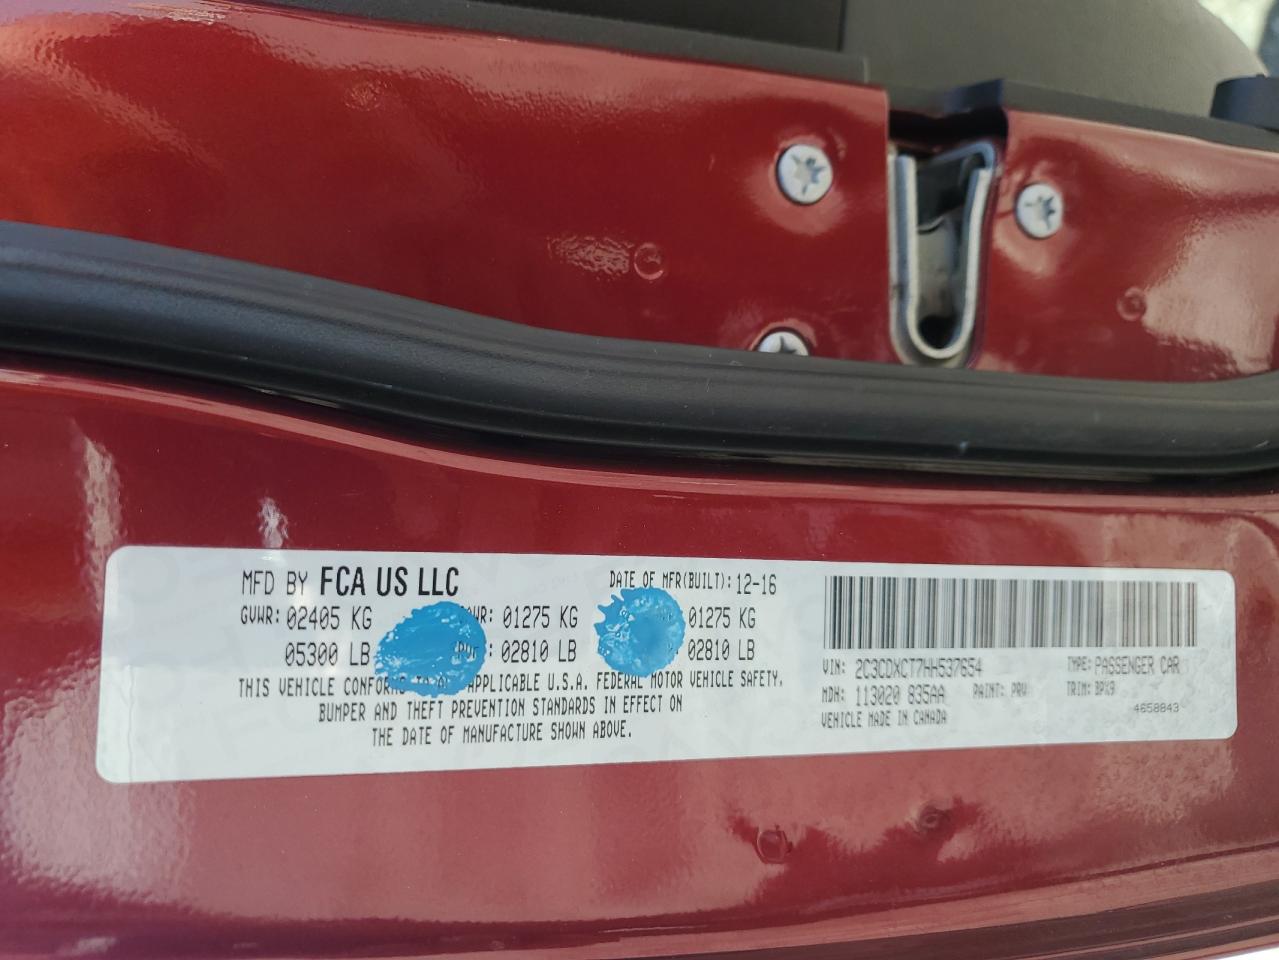 MFD BY FCA US LLC
DATE OF MFR(BUILT): 12-16
GVWR: 02405 KG
WR: 01275 KG
01275 KG
05300 LB
02810 LB
02810 LB
THIS VEHICLE CONFORMS TO APPLICABLE U.S.A. FEDERAL MOTOR VEHICLE SAFETY,
BUMPER AND THEFT PREVENTION STANDARDS IN EFFECT ON
THE DATE OF MANUFACTURE SHOWN ABOVE.
VIN: 2C3CDXCT7HH537654
TYPE: PASSENGER CAR
MDH: 113020 835AA
PAINT: PRV
TRIM: BPX9
VEHICLE MADE IN CANADA
4658843